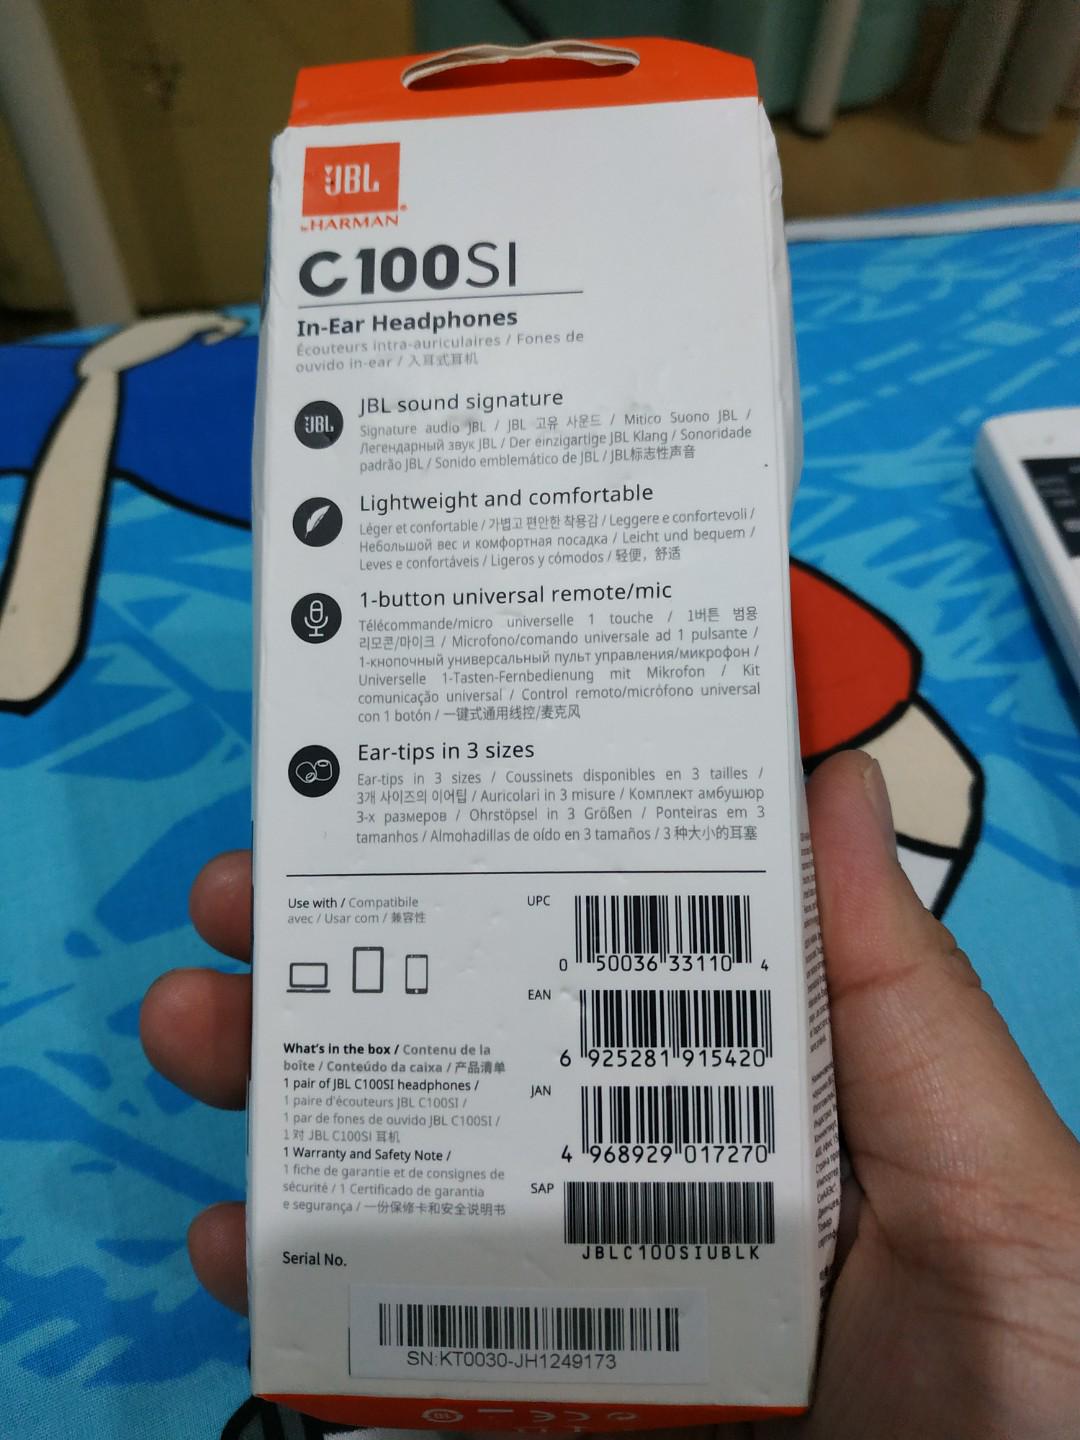 JBL
by HARMAN
C100SI
In-Ear Headphones
Écouteurs intra-auriculaires / Fones de
ouvido in-ear / 入耳式耳机
JBL
JBL sound signature
Signature audio JBL / JBL 고유 사운드 / Mitico Suono JBL /
Легендарный звук JBL / Der einzigartige JBL Klang / Sonoridade
padrão JBL / Sonido emblemático de JBL / JBL标志性声音
Lightweight and comfortable
Léger et confortable / 가볍고 편안한 착용감 / Leggere e confortevoli /
Небольшой вес и комфортная посадка / Leicht und bequem /
Leves e confortáveis / Ligeros y cómodos / 轻便，舒适
1-button universal remote/mic
Télécommande/micro universelle 1 touche / 1버튼 범용
리모콘/마이크 / Microfono/comando universale ad 1 pulsante /
1-кнопочный универсальный пульт управления/микрофон /
Universelle 1-Tasten-Fernbedienung mit Mikrofon / Kit
comunicação universal / Control remoto/micrófono universal
con 1 botón / 一键式通用线控/麦克风
Ear-tips in 3 sizes
Ear-tips in 3 sizes / Coussinets disponibles en 3 tailles /
3개 사이즈의 이어팁 / Auricolari in 3 misure / Комплект амбушюр
3-х размеров / Ohrstöpsel in 3 Größen / Ponteiras em 3
tamanhos / Almohadillas de oído en 3 tamaños / 3 种大小的耳塞
Use with / Compatibile
avec / Usar com / 兼容性
What's in the box / Contenu de la
boîte / Conteúdo da caixa / 产品清单
1 pair of JBL C100SI headphones /
1 paire d'écouteurs JBL C100SI /
1 par de fones de ouvido JBL C100SI /
1 对 JBL C100SI 耳机
1 Warranty and Safety Note /
1 fiche de garantie et de consignes de
sécurité / 1 Certificado de garantia
e segurança / 一份保修卡和安全说明书
UPC
0 50036 33110 4
EAN
6 925281 915420
JAN
4 968929 017270
SAP
JBLC100SIUBLK
Serial No.
SN:KT0030-JH1249173